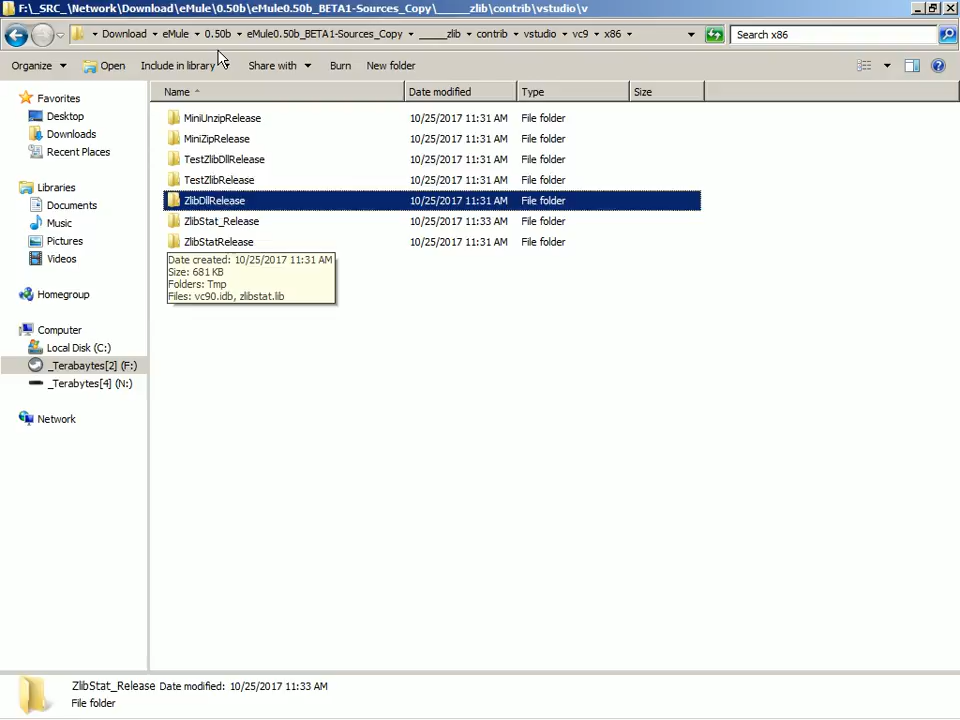 F:\_SRC_\Network\Download\eMule\0.50b\eMule0.50b_BETA1-Sources_Copy\_____zlib\contrib\vstudio\v
Download eMule 0.50b eMule0.50b_BETA1-Sources_Copy _____zlib contrib vstudio vc9 x86 Search x86
Organize Open Include in library Share with Burn New folder
Name Date modified Type Size
Favorites
Desktop
Downloads
Recent Places
Libraries
Documents
Music
Pictures
Videos
Homegroup
Computer
Local Disk (C:)
_Terabaytes[2] (F:)
_Terabytes[4] (N:)
Network
MiniUnzipRelease 10/25/2017 11:31 AM File folder
MiniZipRelease 10/25/2017 11:31 AM File folder
TestZlibDllRelease 10/25/2017 11:31 AM File folder
TestZlibRelease 10/25/2017 11:31 AM File folder
ZlibDllRelease 10/25/2017 11:31 AM File folder
ZlibStat_Release 10/25/2017 11:33 AM File folder
ZlibStatRelease 10/25/2017 11:31 AM File folder
Date created: 10/25/2017 11:31 AM
Size: 681 KB
Folders: Tmp
Files: vc90.idb, zlibstat.lib
ZlibStat_Release Date modified: 10/25/2017 11:33 AM
File folder